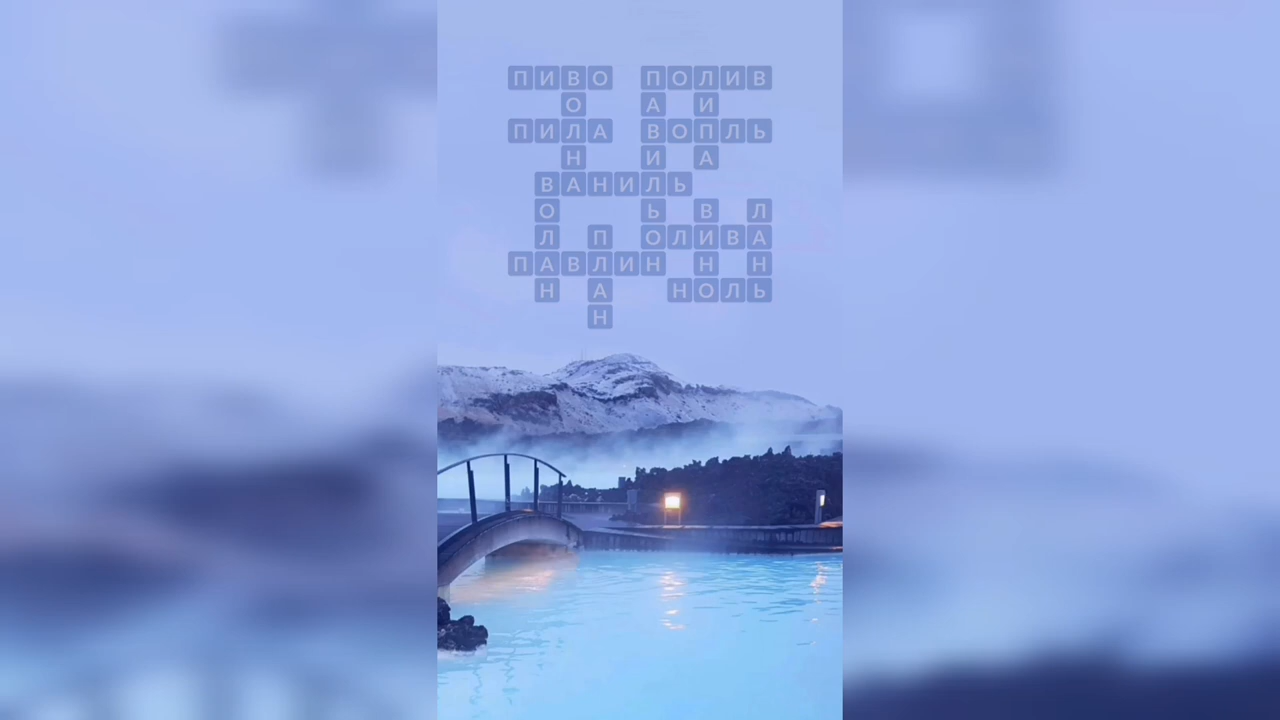 ПИВО ПОЛИВ
О А И
ПИЛА ВОПЛЬ
Н И А
ВАНИЛЬ
О Ь В Л
Л П ОЛИВА
ПАВЛИН Н Н
Н А НОЛЬ
Н